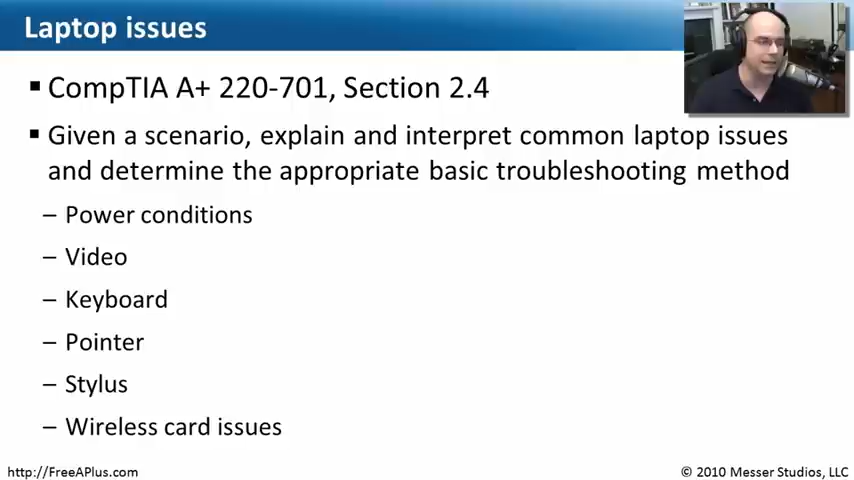 Laptop issues
▪ CompTIA A+ 220-701, Section 2.4
▪ Given a scenario, explain and interpret common laptop issues
and determine the appropriate basic troubleshooting method
– Power conditions
– Video
– Keyboard
– Pointer
– Stylus
– Wireless card issues
http://FreeAPlus.com
© 2010 Messer Studios, LLC